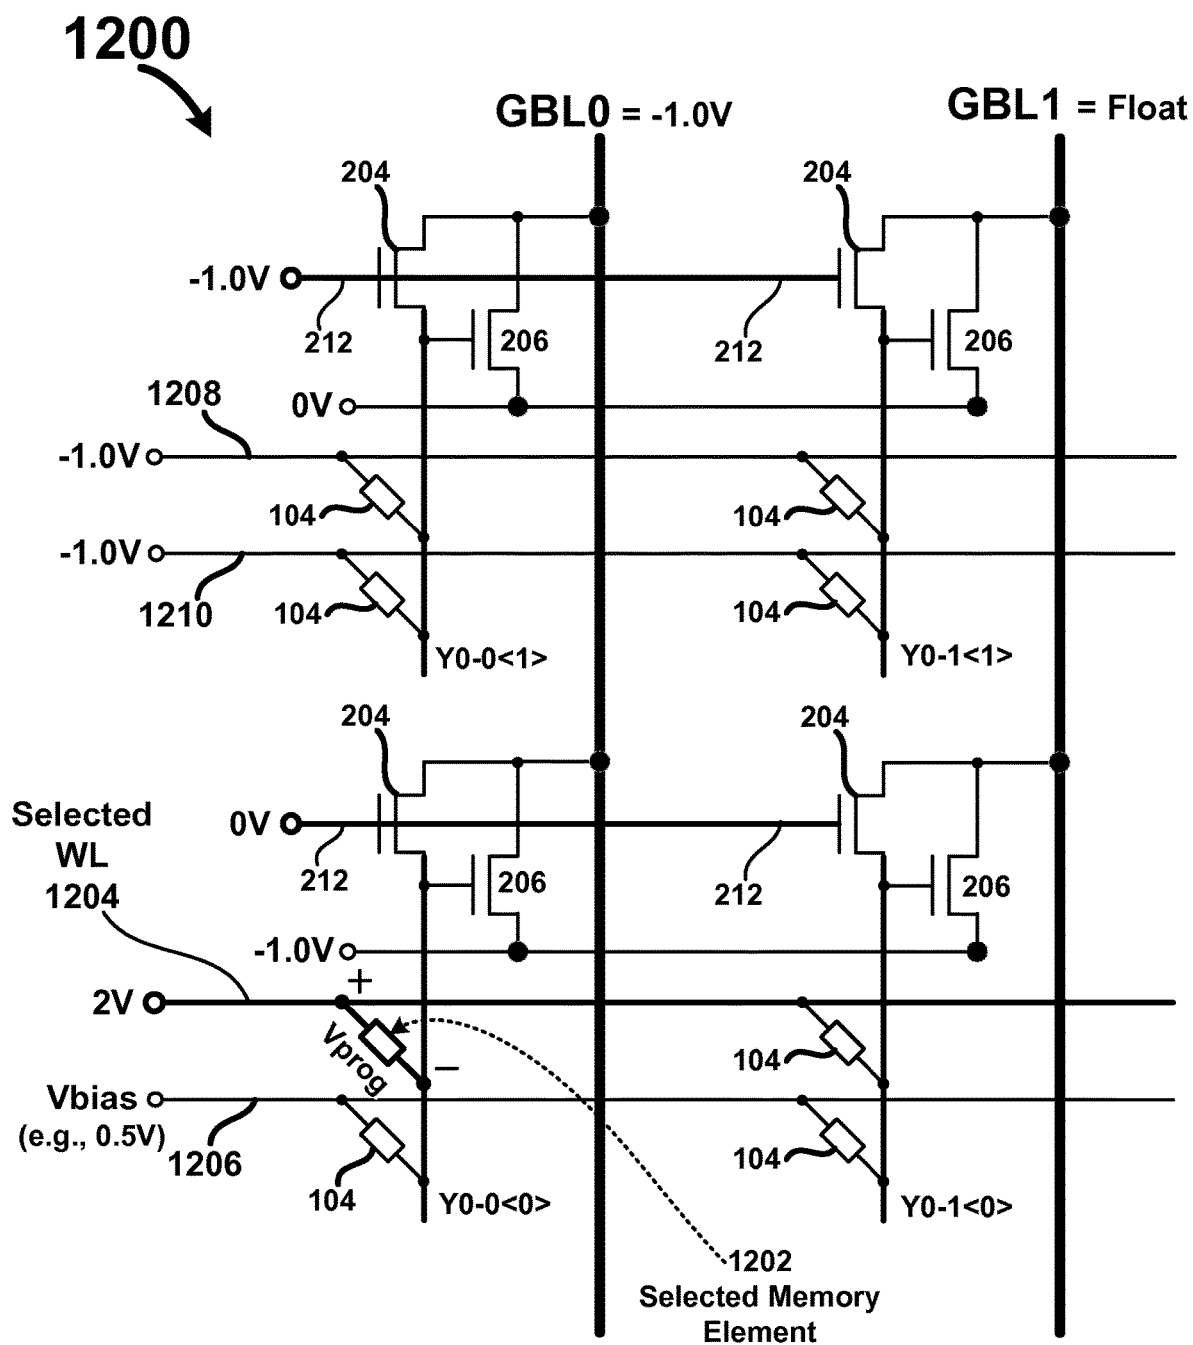 1200
GBL0 = -1.0V
GBL1 = Float
204
204
-1.0V
212
206
212
206
1208
0V
-1.0V
104
104
-1.0V
1210
104
104
Y0-0<1>
Y0-1<1>
204
204
Selected
WL
1204
0V
212
206
212
206
-1.0V
+
2V
Vprog
−
104
Vbias
(e.g., 0.5V)
1206
104
104
Y0-0<0>
Y0-1<0>
1202
Selected Memory
Element